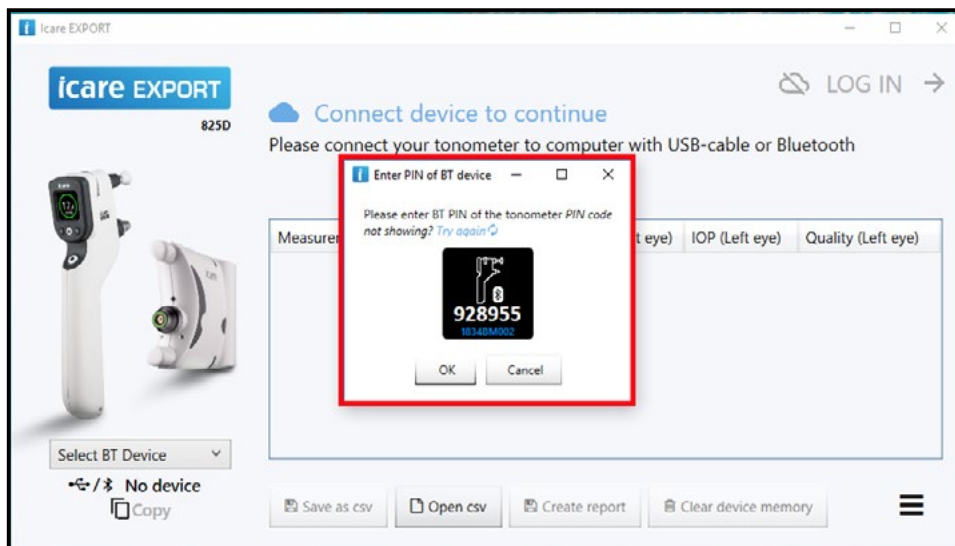 Icare EXPORT
icare EXPORT
825D
LOG IN
Connect device to continue
Please connect your tonometer to computer with USB-cable or Bluetooth
Enter PIN of BT device
Please enter BT PIN of the tonometer PIN code
not showing? Try again
928955
1834BM002
OK Cancel
Measurer t eye) IOP (Left eye) Quality (Left eye)
Select BT Device
No device
Copy
Save as csv Open csv Create report Clear device memory